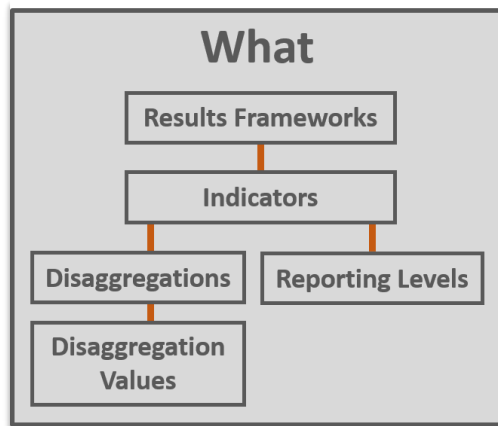 What
Results Frameworks
Indicators
Disaggregations
Reporting Levels
Disaggregation
Values